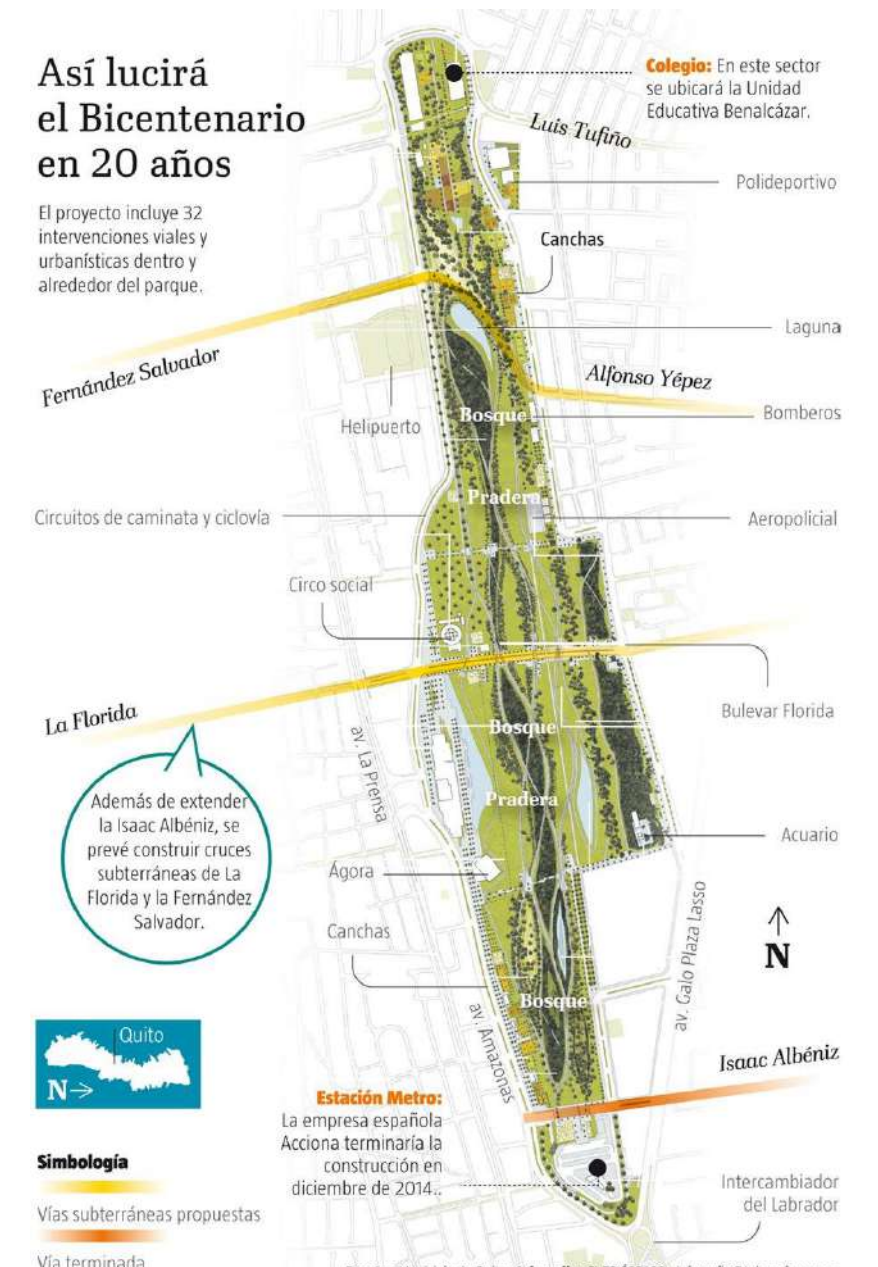 Así lucirá
el Bicentenario
en 20 años
El proyecto incluye 32
intervenciones viales y
urbanísticas dentro y
alrededor del parque.
Colegio: En este sector
se ubicará la Unidad
Educativa Benalcázar.
Luis Tufiño
Polideportivo
Canchas
Laguna
Fernández Salvador
Alfonso Yépez
Bosque
Bomberos
Helipuerto
Pradera
Circuitos de caminata y ciclovía
Aeropolicial
Circo social
La Florida
Bulevar Florida
Bosque
av. La Prensa
Además de extender
la Isaac Albéniz, se
prevé construir cruces
subterráneas de La
Florida y la Fernández
Salvador.
Pradera
Acuario
Ágora
Canchas
av. Galo Plaza Lasso
N
Bosque
av. Amazonas
Quito
N
Isaac Albéniz
Estación Metro:
La empresa española
Acciona terminaría la
construcción en
diciembre de 2014..
Simbología
Vías subterráneas propuestas
Vía terminada
Intercambiador
del Labrador